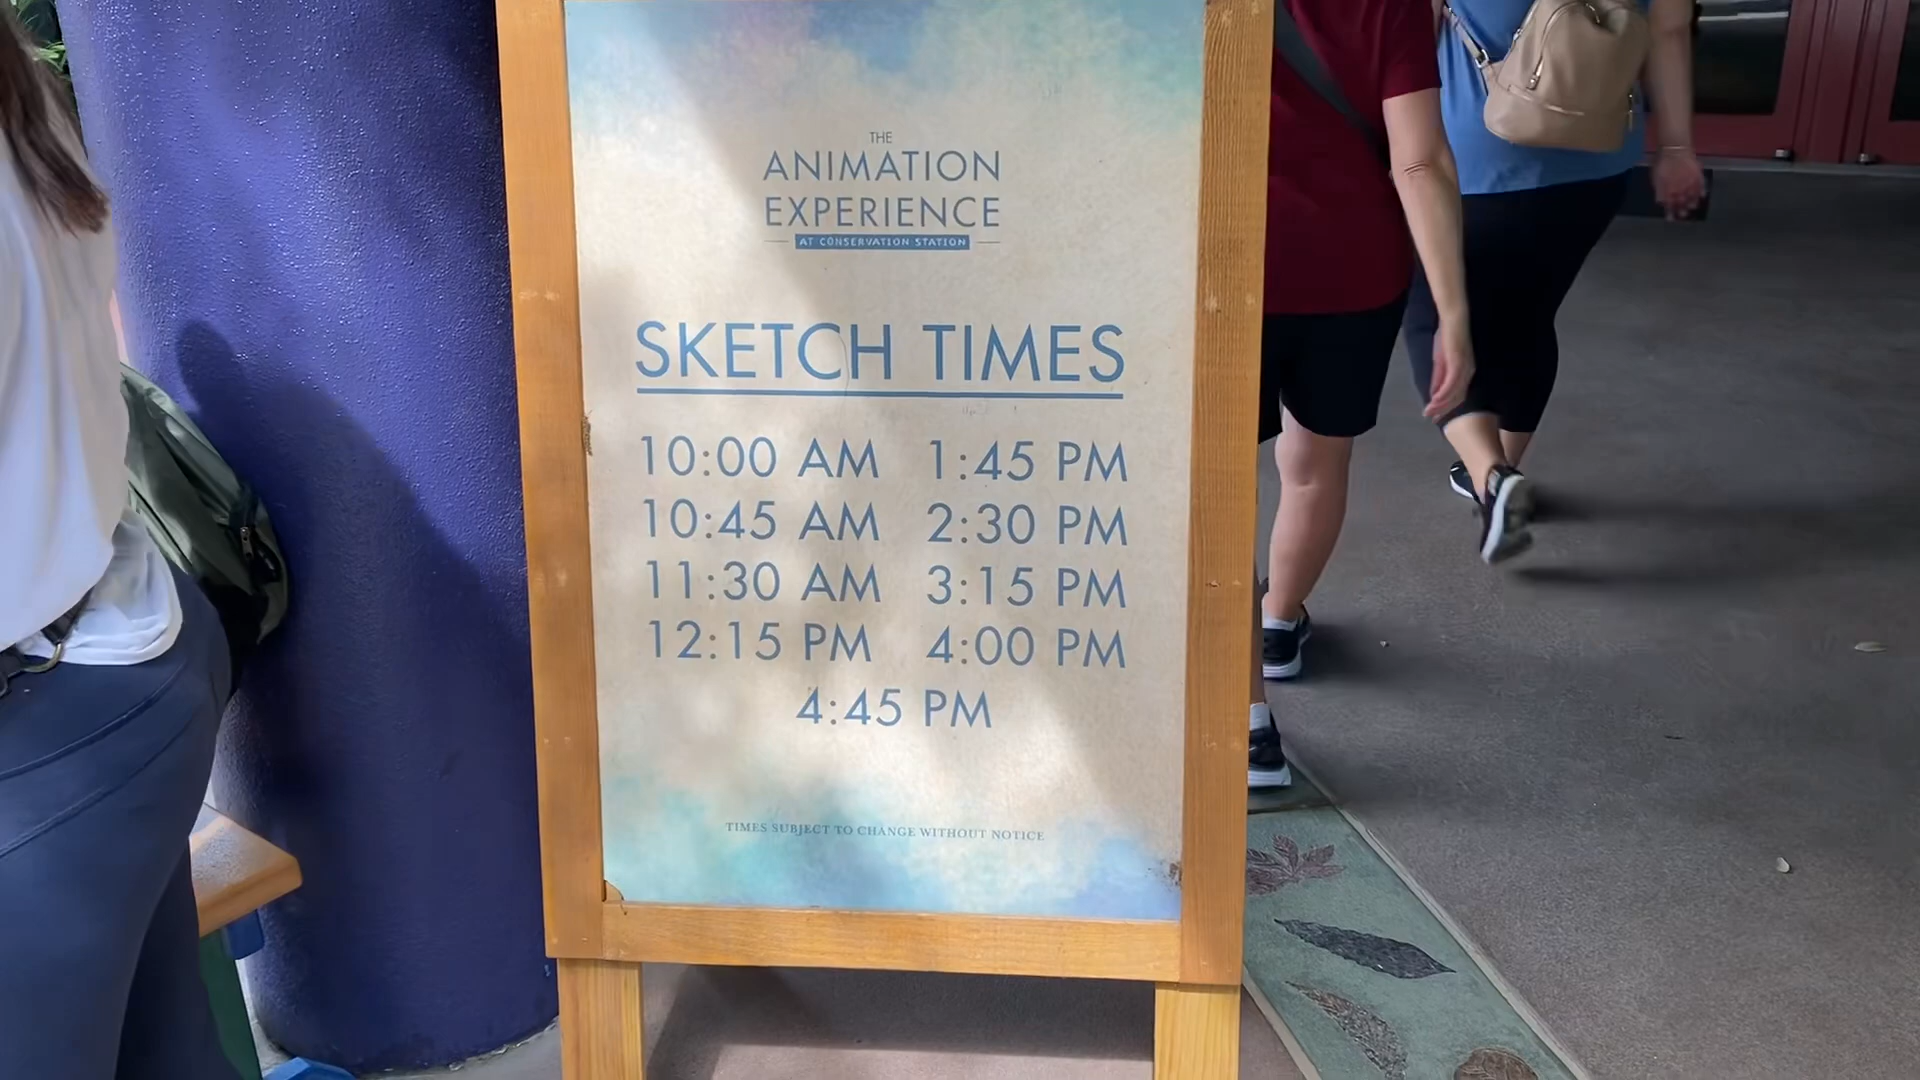 THE
ANIMATION
EXPERIENCE
AT CONSERVATION STATION
SKETCH TIMES
10:00 AM 1:45 PM
10:45 AM 2:30 PM
11:30 AM 3:15 PM
12:15 PM 4:00 PM
4:45 PM
TIMES SUBJECT TO CHANGE WITHOUT NOTICE